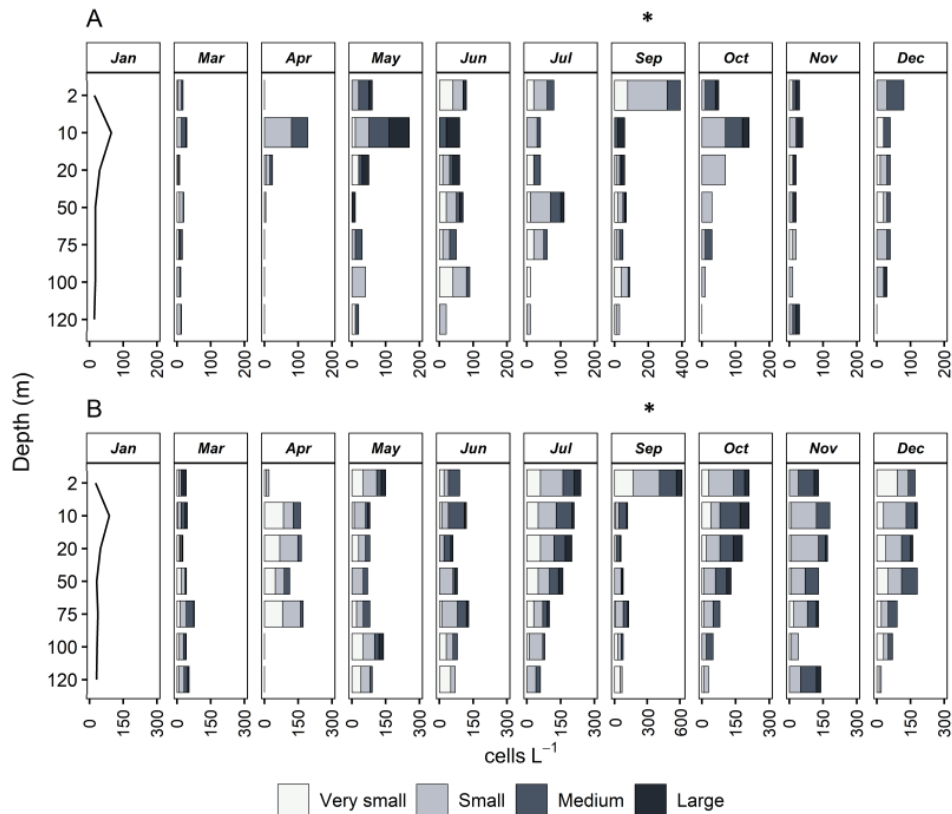 A *
Jan Mar Apr May Jun Jul Sep Oct Nov Dec
2
10
20
50
75
100
120
0 100 200 0 100 200 0 100 200 0 100 200 0 100 200 0 100 200 0 200 400 0 100 200 0 100 200 0 100 200
Depth (m)
B *
Jan Mar Apr May Jun Jul Sep Oct Nov Dec
2
10
20
50
75
100
120
0 150 300 0 150 300 0 150 300 0 150 300 0 150 300 0 150 300 0 300 600 0 150 300 0 150 300 0 150 300
cells L⁻¹
Very small Small Medium Large